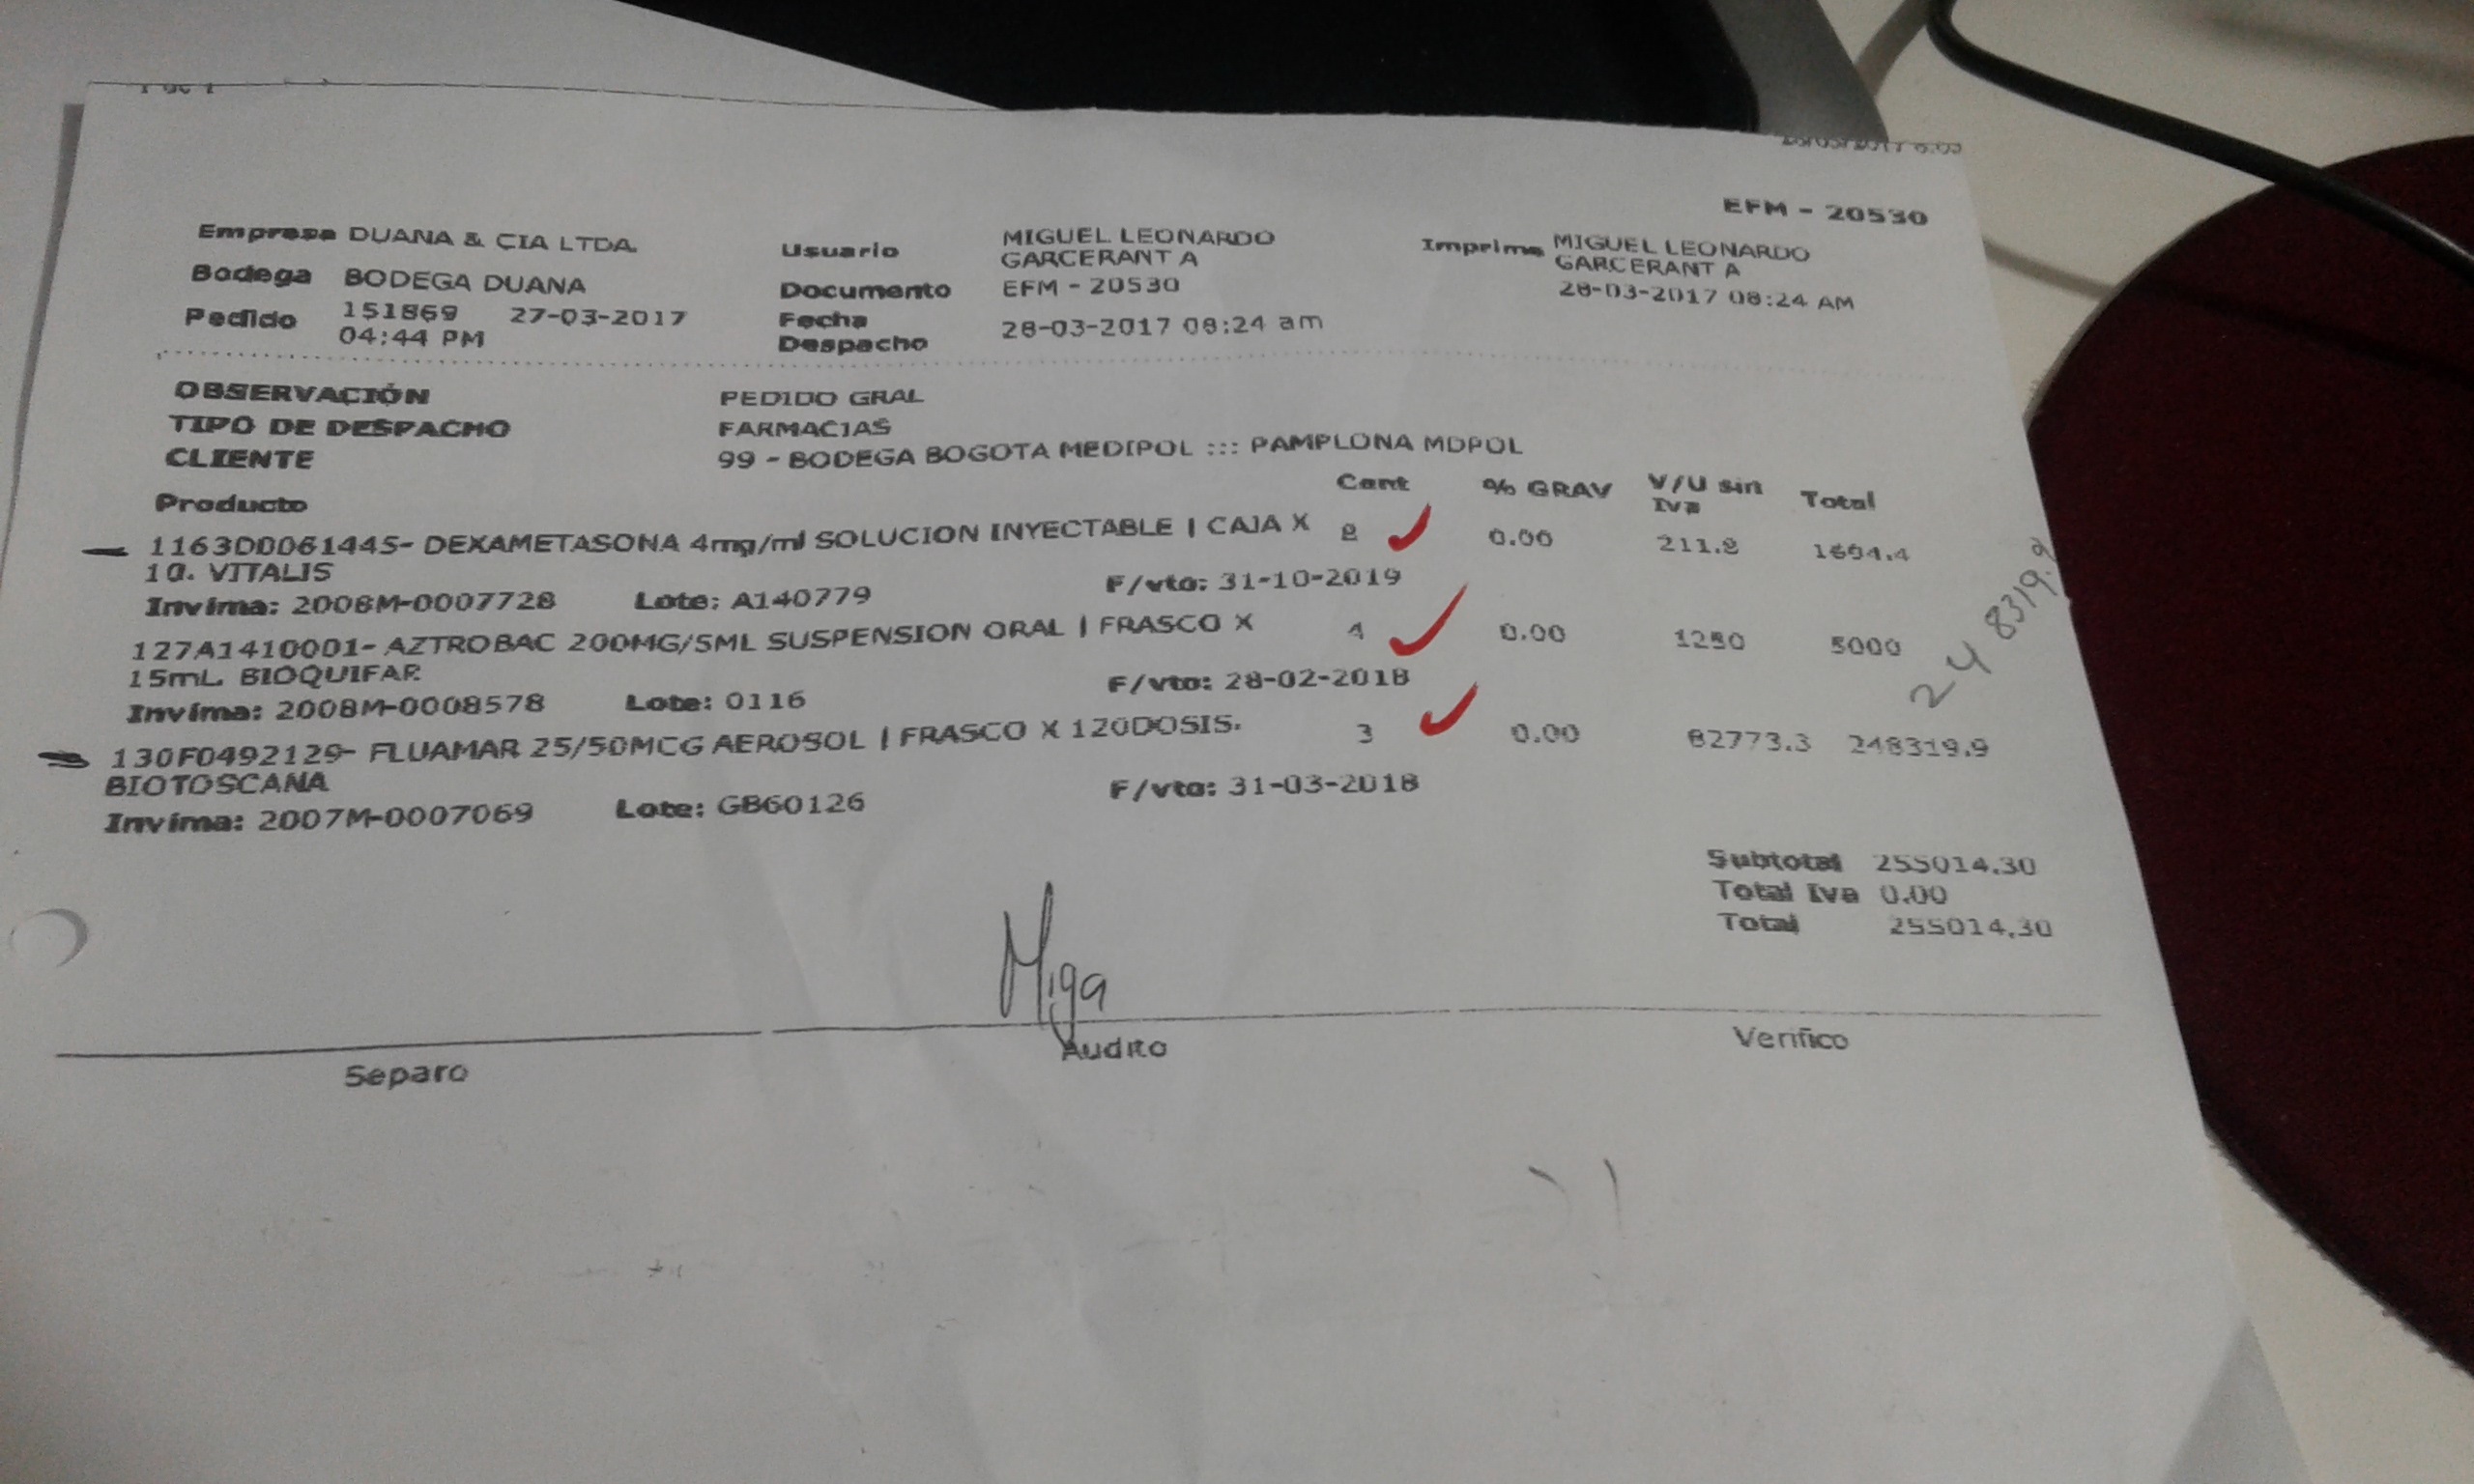 EFM - 20530
Empresa DUANA & CIA LTDA. Usuario MIGUEL LEONARDO GARCERANT A Imprime MIGUEL LEONARDO GARCERANT A
Bodega BODEGA DUANA Documento EFM - 20530 28-03-2017 08:24 AM
Pedido 151869 27-03-2017 04:44 PM Fecha Despacho 28-03-2017 08:24 am
OBSERVACIÓN PEDIDO GRAL
TIPO DE DESPACHO FARMACIAS
CLIENTE 99 - BODEGA BOGOTA MEDIPOL ::: PAMPLONA MDPOL
Producto Cant % GRAV V/U sin Iva Total
1163D0061445- DEXAMETASONA 4mg/ml SOLUCION INYECTABLE | CAJA X 8 0.00 211.8 1694.4
10. VITALIS
Invima: 2008M-0007728 Lote: A140779 F/vto: 31-10-2019
127A1410001- AZTROBAC 200MG/5ML SUSPENSION ORAL | FRASCO X 4 0.00 1250 5000
15mL. BIOQUIFAR
Invima: 2008M-0008578 Lote: 0116 F/vto: 28-02-2018
130F0492129- FLUAMAR 25/50MCG AEROSOL | FRASCO X 120DOSIS. 3 0.00 82773.3 248319.9
BIOTOSCANA
Invima: 2007M-0007069 Lote: GB60126 F/vto: 31-03-2018
248319.9
Subtotal 255014.30
Total Iva 0.00
Total 255014.30
199
Separo Audito Verifico